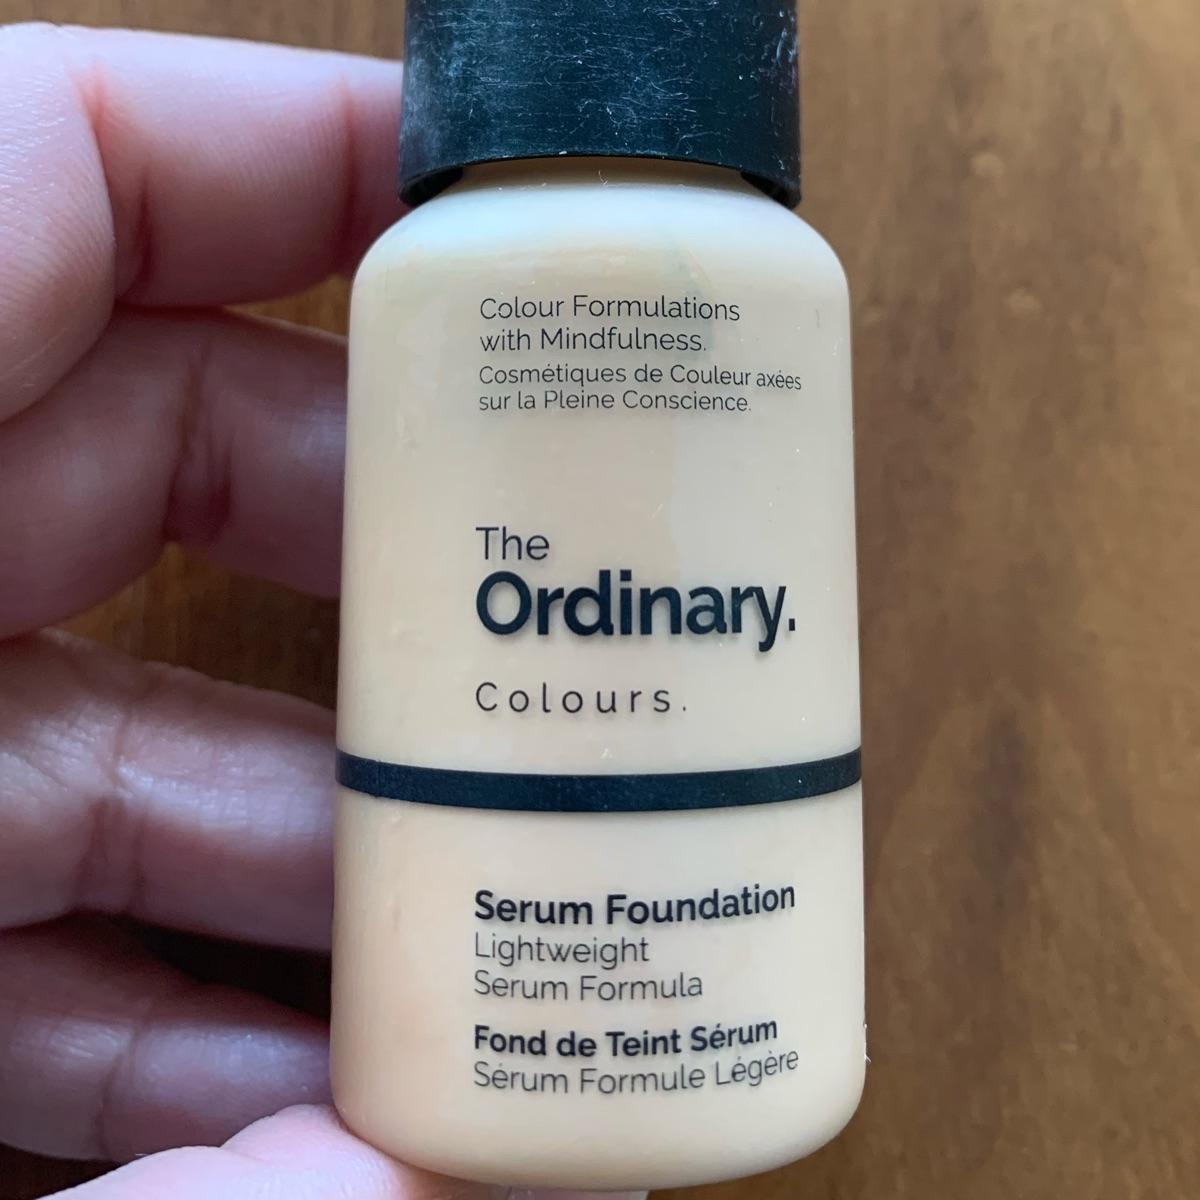 Colour Formulations
with Mindfulness.
Cosmétiques de Couleur axées
sur la Pleine Conscience.
The
Ordinary.
Colours.
Serum Foundation
Lightweight
Serum Formula
Fond de Teint Sérum
Sérum Formule Légère